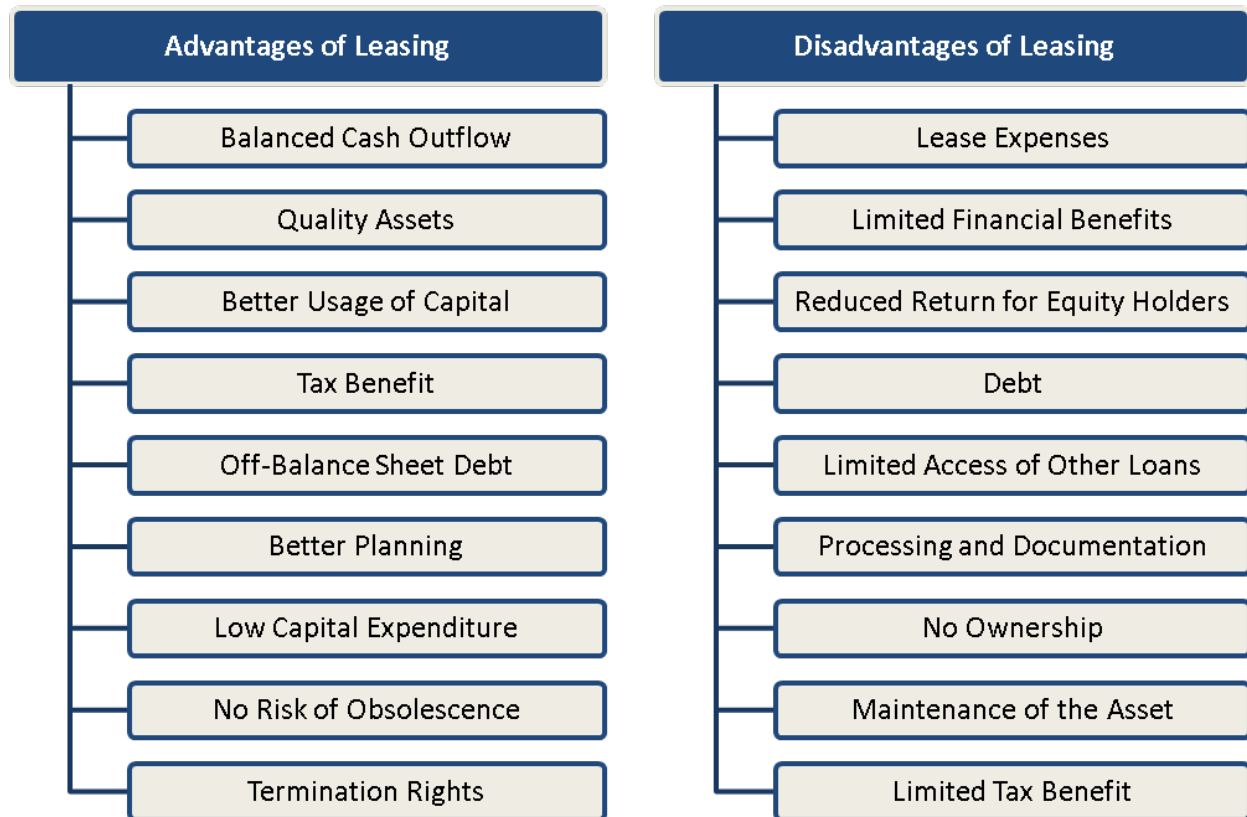 Advantages of Leasing
Balanced Cash Outflow
Quality Assets
Better Usage of Capital
Tax Benefit
Off-Balance Sheet Debt
Better Planning
Low Capital Expenditure
No Risk of Obsolescence
Termination Rights
Disadvantages of Leasing
Lease Expenses
Limited Financial Benefits
Reduced Return for Equity Holders
Debt
Limited Access of Other Loans
Processing and Documentation
No Ownership
Maintenance of the Asset
Limited Tax Benefit